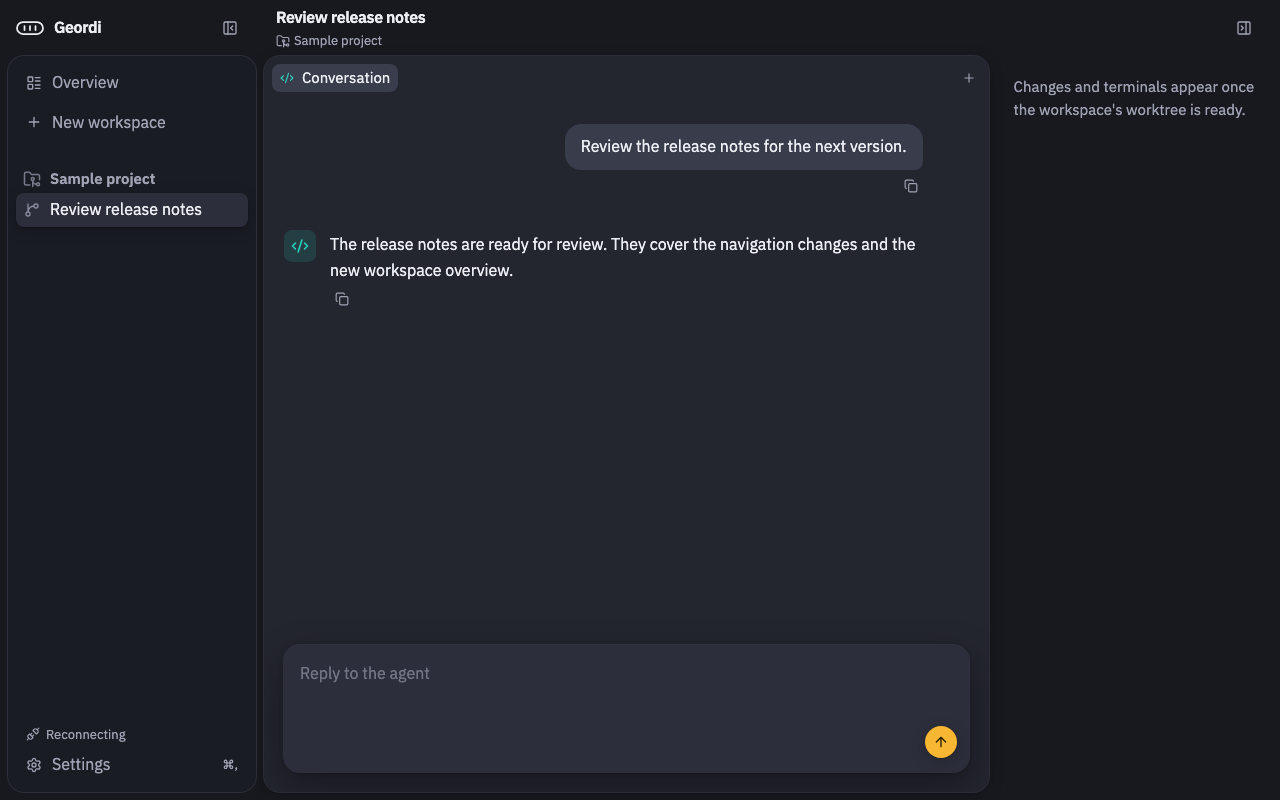 Geordi
Overview
New workspace
Sample project
Review release notes
Reconnecting
Settings
⌘,
Review release notes
Sample project
Conversation
Review the release notes for the next version.
The release notes are ready for review. They cover the navigation changes and the
new workspace overview.
Reply to the agent
Changes and terminals appear once
the workspace's worktree is ready.